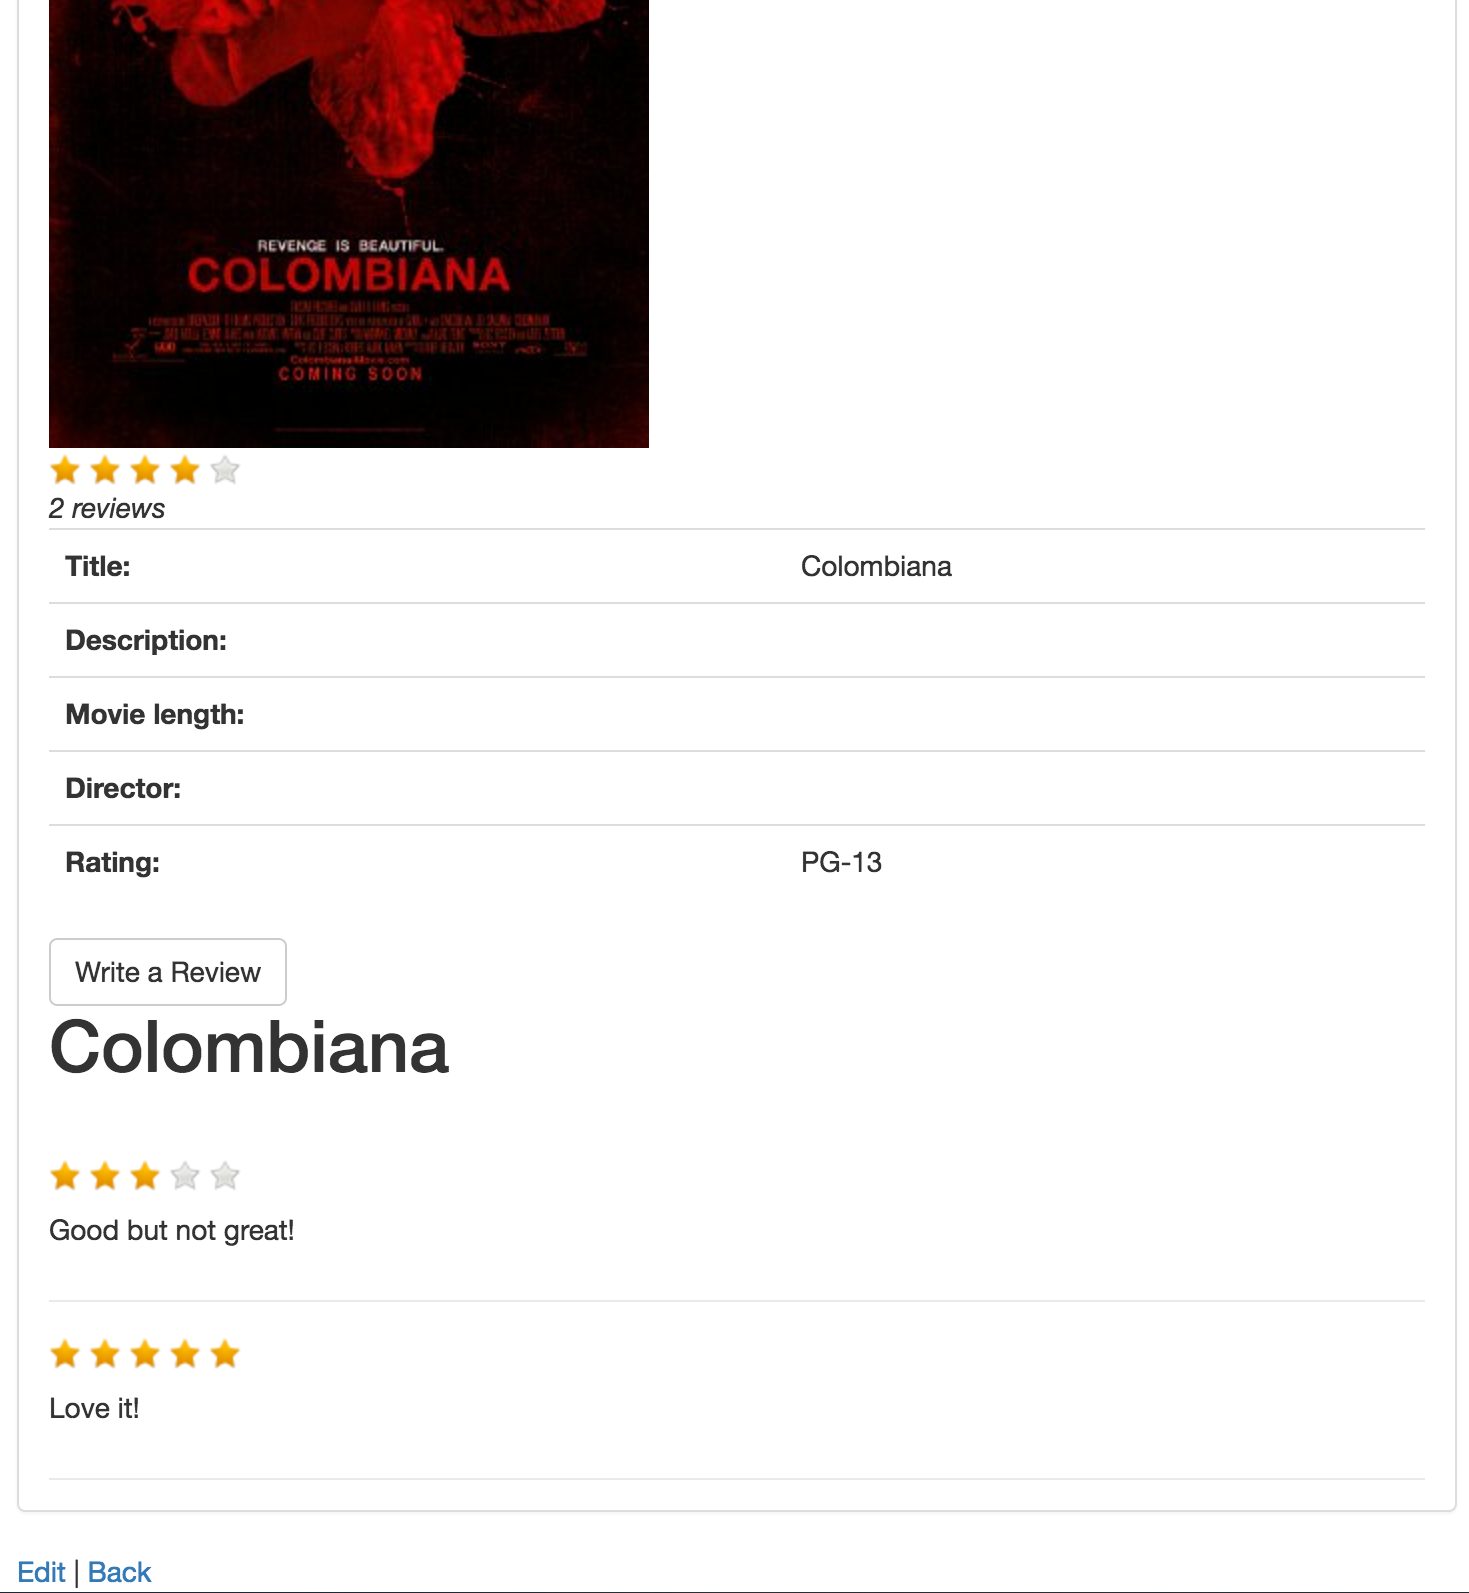 REVENGE IS BEAUTIFUL.
COLOMBIANA
ColombianaMovie.com
COMING SOON
2 reviews
Title: Colombiana
Description:
Movie length:
Director:
Rating: PG-13
Write a Review
Colombiana
Good but not great!
Love it!
Edit | Back